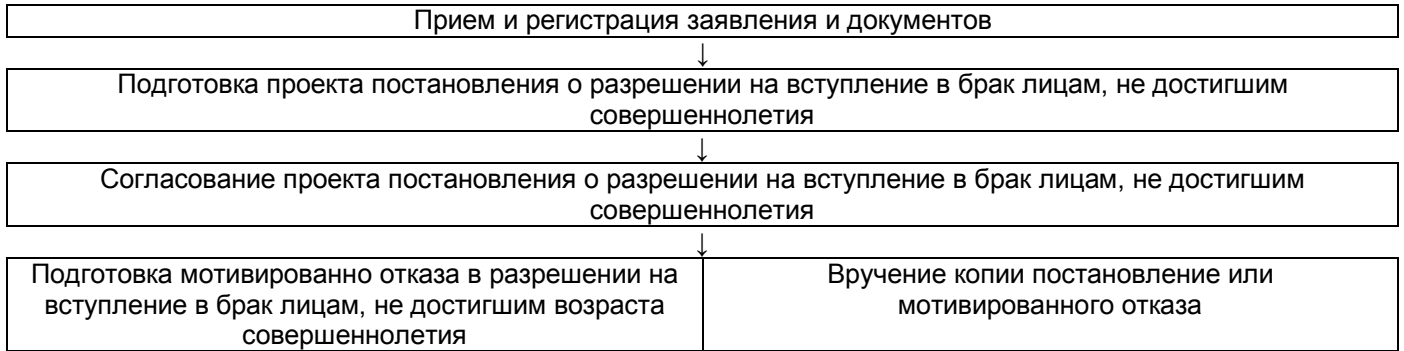 Прием и регистрация заявления и документов
↓
Подготовка проекта постановления о разрешении на вступление в брак лицам, не достигшим
совершеннолетия
↓
Согласование проекта постановления о разрешении на вступление в брак лицам, не достигшим
совершеннолетия
↓
Подготовка мотивированно отказа в разрешении на
вступление в брак лицам, не достигшим возраста
совершеннолетия
Вручение копии постановление или
мотивированного отказа